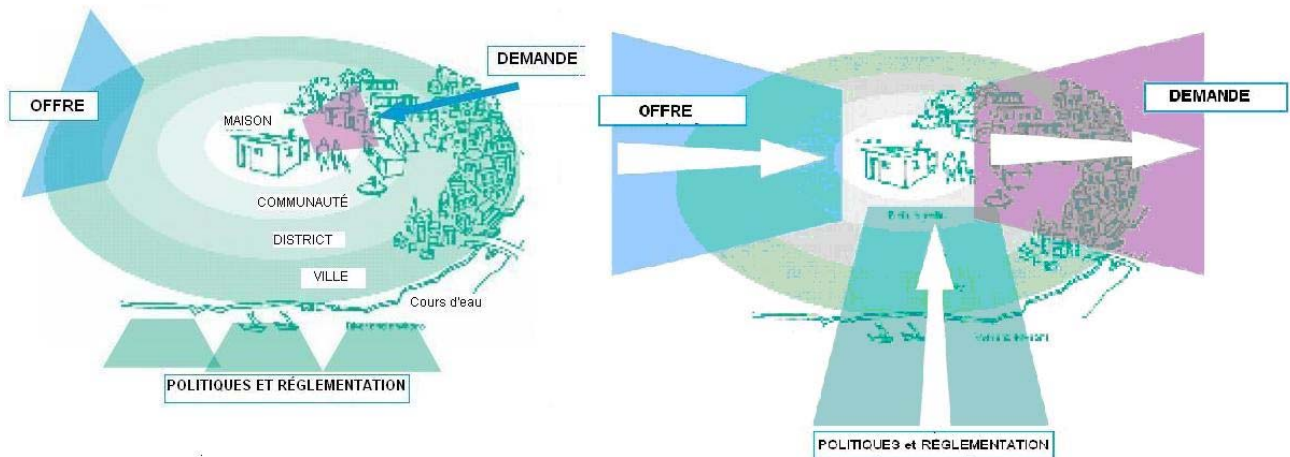 DEMANDE
OFFRE
MAISON
COMMUNAUTÉ
DISTRICT
VILLE
Cours d'eau
POLITIQUES ET RÉGLEMENTATION
OFFRE
DEMANDE
POLITIQUES et RÉGLEMENTATION